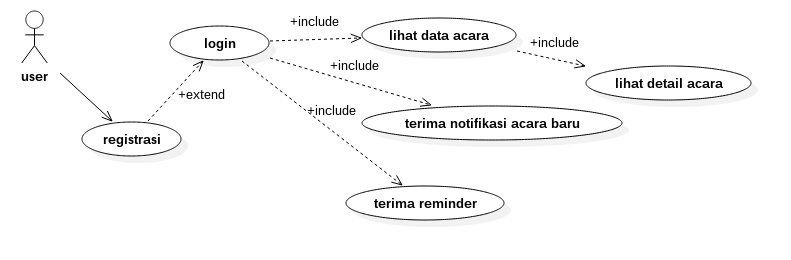 user
registrasi
+extend
login
+include
lihat data acara
+include
lihat detail acara
+include
terima notifikasi acara baru
+include
terima reminder